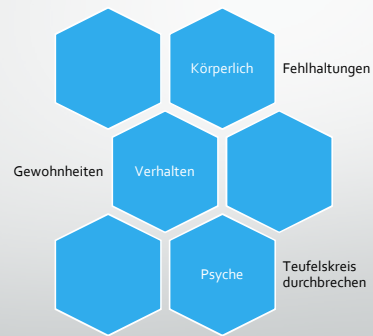 Körperlich
Fehlhaltungen
Gewohnheiten
Verhalten
Psyche
Teufelskreis
durchbrechen